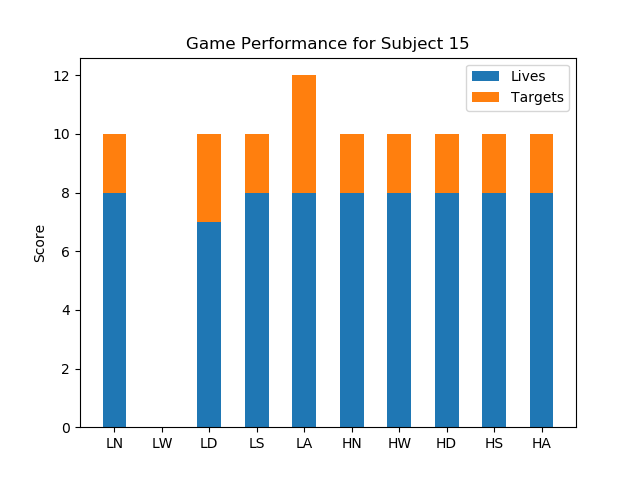 Game Performance for Subject 15
Lives
Targets
12
10
8
6
4
2
0
Score
LN LW LD LS LA HN HW HD HS HA